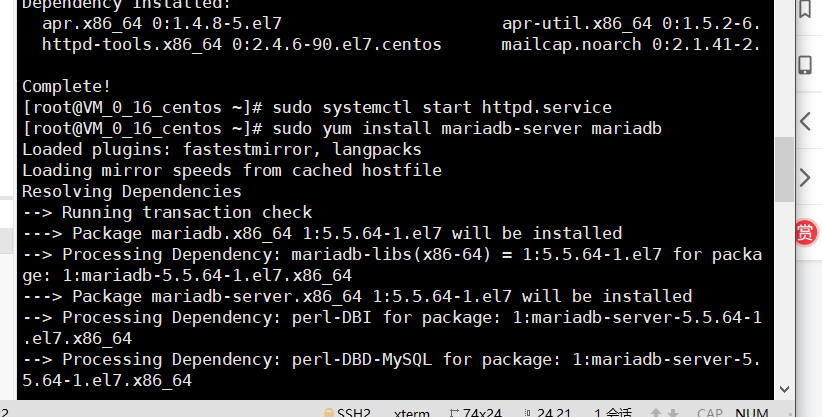 Dependency Installed:
  apr.x86_64 0:1.4.8-5.el7                      apr-util.x86_64 0:1.5.2-6.
  httpd-tools.x86_64 0:2.4.6-90.el7.centos      mailcap.noarch 0:2.1.41-2.
Complete!
[root@VM_0_16_centos ~]# sudo systemctl start httpd.service
[root@VM_0_16_centos ~]# sudo yum install mariadb-server mariadb
Loaded plugins: fastestmirror, langpacks
Loading mirror speeds from cached hostfile
Resolving Dependencies
--> Running transaction check
---> Package mariadb.x86_64 1:5.5.64-1.el7 will be installed
--> Processing Dependency: mariadb-libs(x86-64) = 1:5.5.64-1.el7 for packa
ge: 1:mariadb-5.5.64-1.el7.x86_64
---> Package mariadb-server.x86_64 1:5.5.64-1.el7 will be installed
--> Processing Dependency: perl-DBI for package: 1:mariadb-server-5.5.64-1
.el7.x86_64
--> Processing Dependency: perl-DBD-MySQL for package: 1:mariadb-server-5.
5.64-1.el7.x86_64
赏
2. SSH2 xterm 74x24 24,21 1 会话 CAP NUM